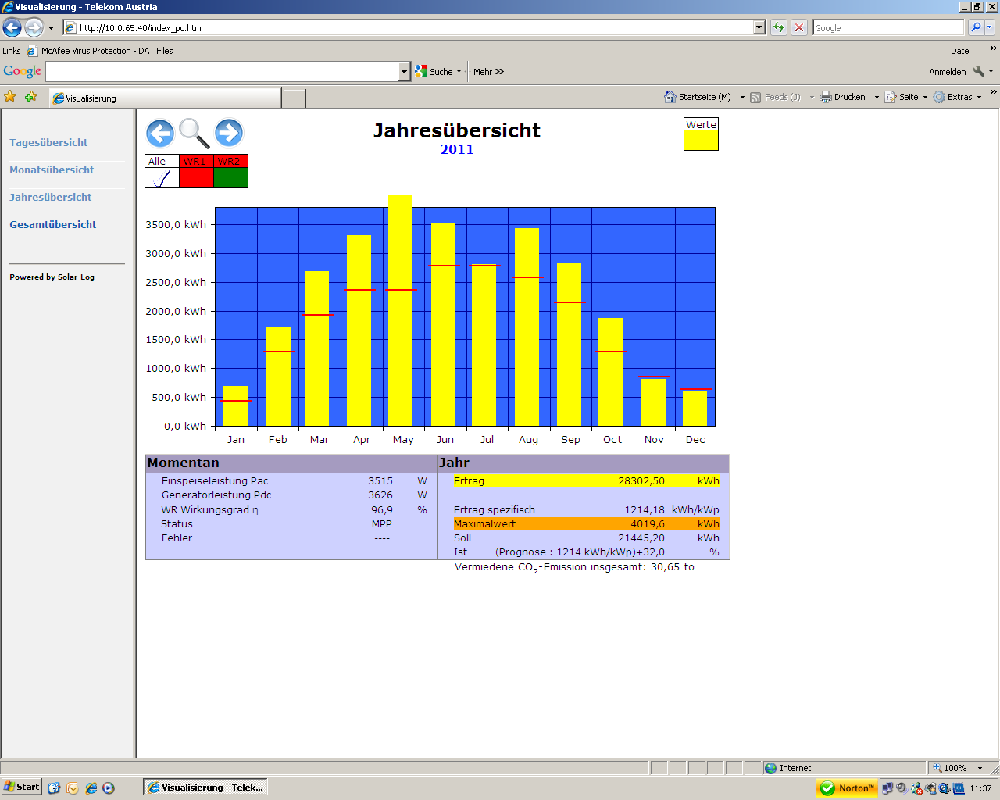 Visualisierung - Telekom Austria
http://10.0.65.40/index_pc.html
Google
Links McAfee Virus Protection - DAT Files
Datei
Google Suche Mehr
Anmelden
Visualisierung
Startseite (M) Feeds (J) Drucken Seite Extras
Tagesübersicht
Monatsübersicht
Jahresübersicht
Gesamtübersicht
Powered by Solar-Log
Jahresübersicht
2011
Werte
Alle WR1 WR2
3500,0 kWh
3000,0 kWh
2500,0 kWh
2000,0 kWh
1500,0 kWh
1000,0 kWh
500,0 kWh
0,0 kWh
Jan Feb Mar Apr May Jun Jul Aug Sep Oct Nov Dec
Momentan
Einspeiseleistung Pac 3515 W
Generatorleistung Pdc 3626 W
WR Wirkungsgrad η 96,9 %
Status MPP
Fehler ----
Jahr
Ertrag 28302,50 kWh
Ertrag spezifisch 1214,18 kWh/kWp
Maximalwert 4019,6 kWh
Soll 21445,20 kWh
Ist (Prognose : 1214 kWh/kWp)+32,0 %
Vermiedene CO₂-Emission insgesamt: 30,65 to
Internet 100%
Start Visualisierung - Telek... Norton™ 11:37